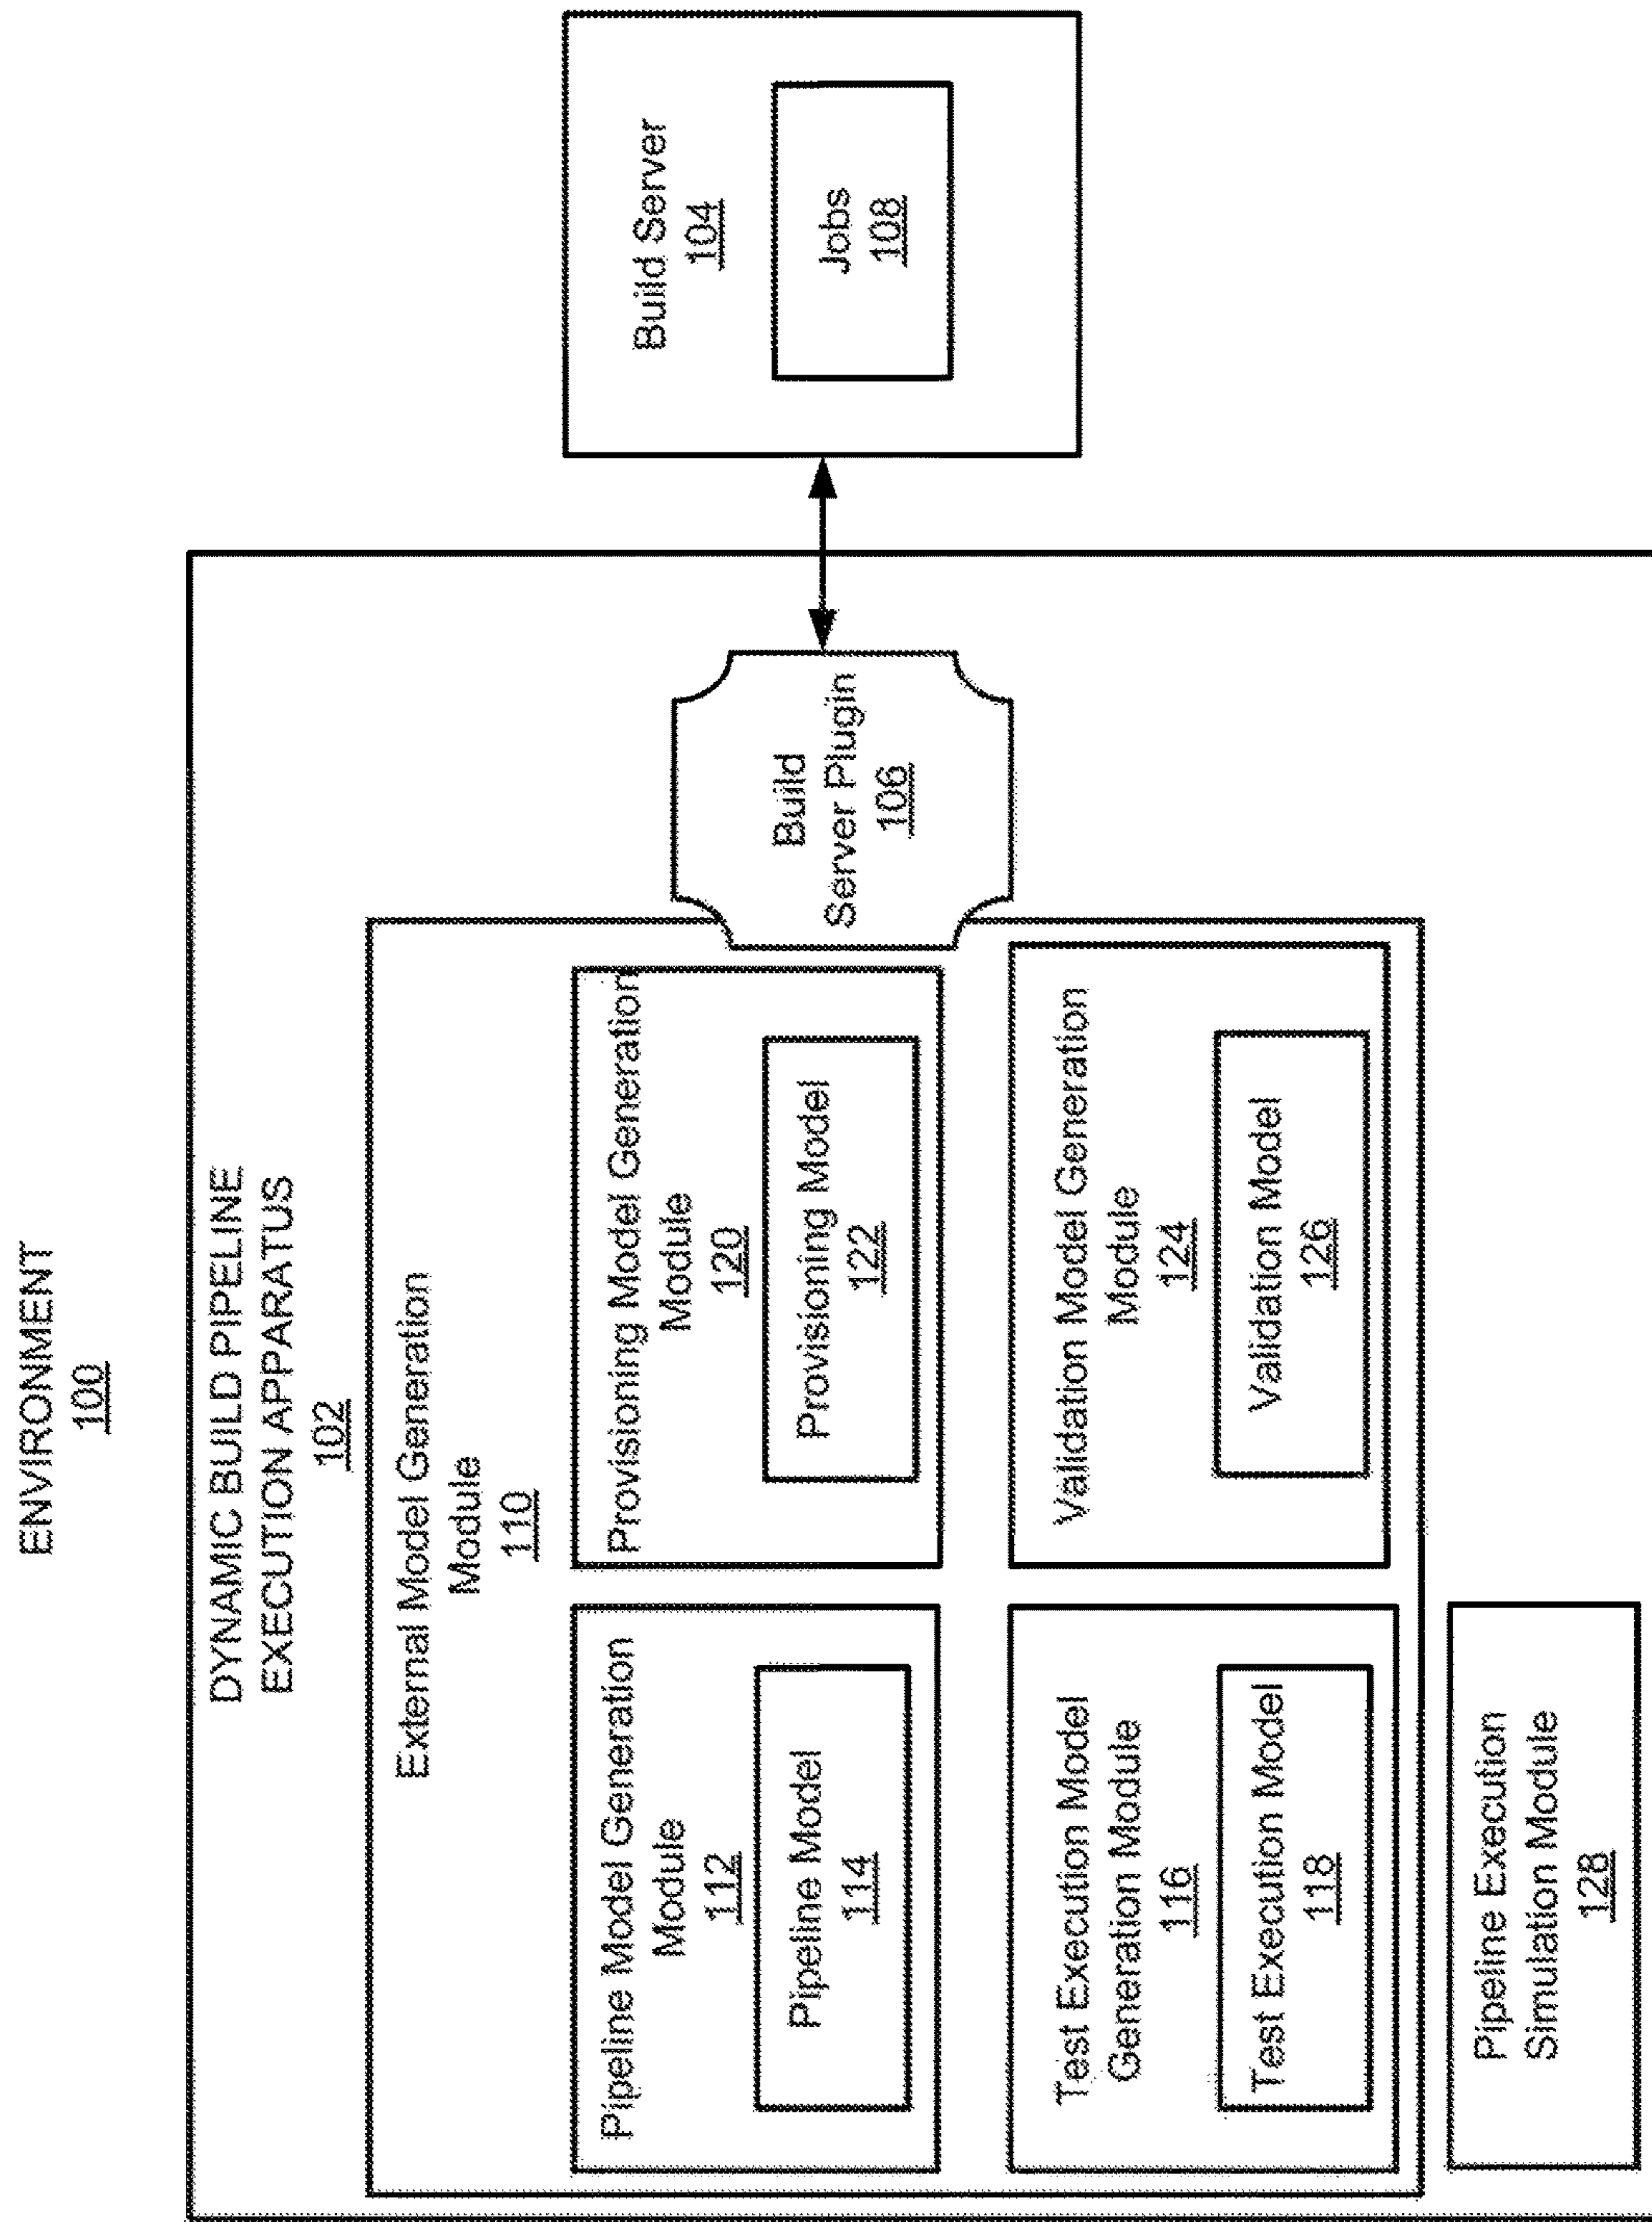 ENVIRONMENT
100
DYNAMIC BUILD PIPELINE
EXECUTION APPARATUS
102
External Model Generation
Module
110
Pipeline Model Generation
Module
112
Pipeline Model
114
Provisioning Model Generation
Module
120
Provisioning Model
122
Test Execution Model
Generation Module
116
Test Execution Model
118
Validation Model Generation
Module
124
Validation Model
126
Build
Server Plugin
106
Build Server
104
Jobs
108
Pipeline Execution
Simulation Module
128